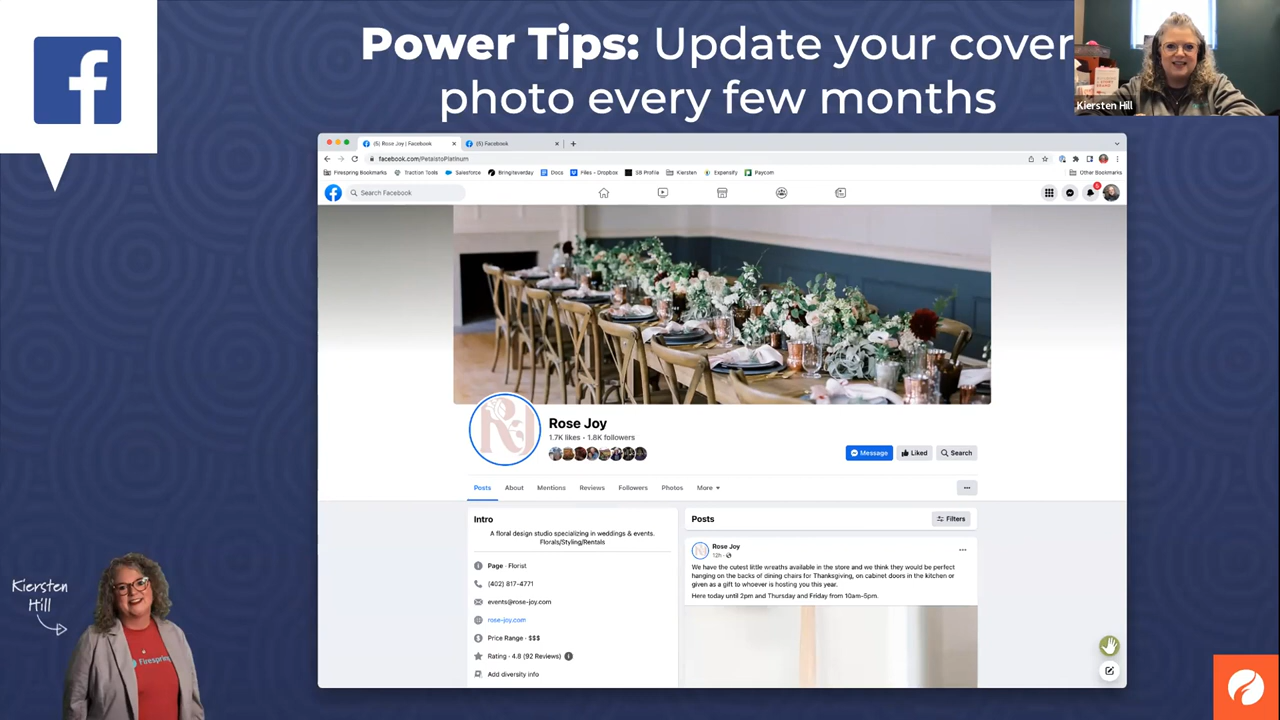 Power Tips: Update your cover
photo every few months
Kiersten Hill
(5) Rose Joy | Facebook
(5) Facebook
facebook.com/PetalstoPlatinum
Firespring Bookmarks
Traction Tools
Salesforce
Bringiteverday
Docs
Files - Dropbox
SB Profile
Kiersten
Expensify
Paycom
Other Bookmarks
Search Facebook
RJ
Rose Joy
1.7K likes • 1.8K followers
Message
Liked
Search
Posts
About
Mentions
Reviews
Followers
Photos
More
Intro
A floral design studio specializing in weddings & events.
Florals/Styling/Rentals
Page · Florist
(402) 817-4771
events@rose-joy.com
rose-joy.com
Price Range · $$$
Rating · 4.8 (92 Reviews)
Add diversity info
Posts
Filters
Rose Joy
12h
We have the cutest little wreaths available in the store and we think they would be perfect
hanging on the backs of dining chairs for Thanksgiving, on cabinet doors in the kitchen or
given as a gift to whoever is hosting you this year.
Here today until 2pm and Thursday and Friday from 10am-5pm.
Kiersten
Hill
Firespring